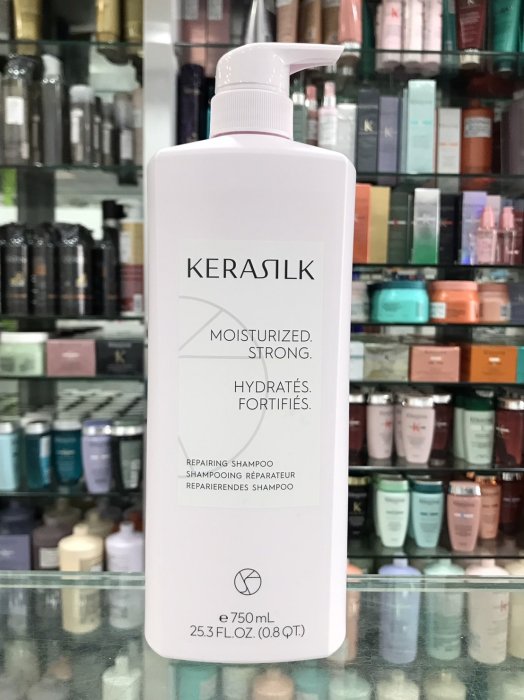 KERASILK
MOISTURIZED.
STRONG.
HYDRATÉS.
FORTIFIÉS.
REPAIRING SHAMPOO
SHAMPOOING RÉPARATEUR
REPARIERENDES SHAMPOO
e 750 mL
25.3 FL.OZ. (0.8 QT.)